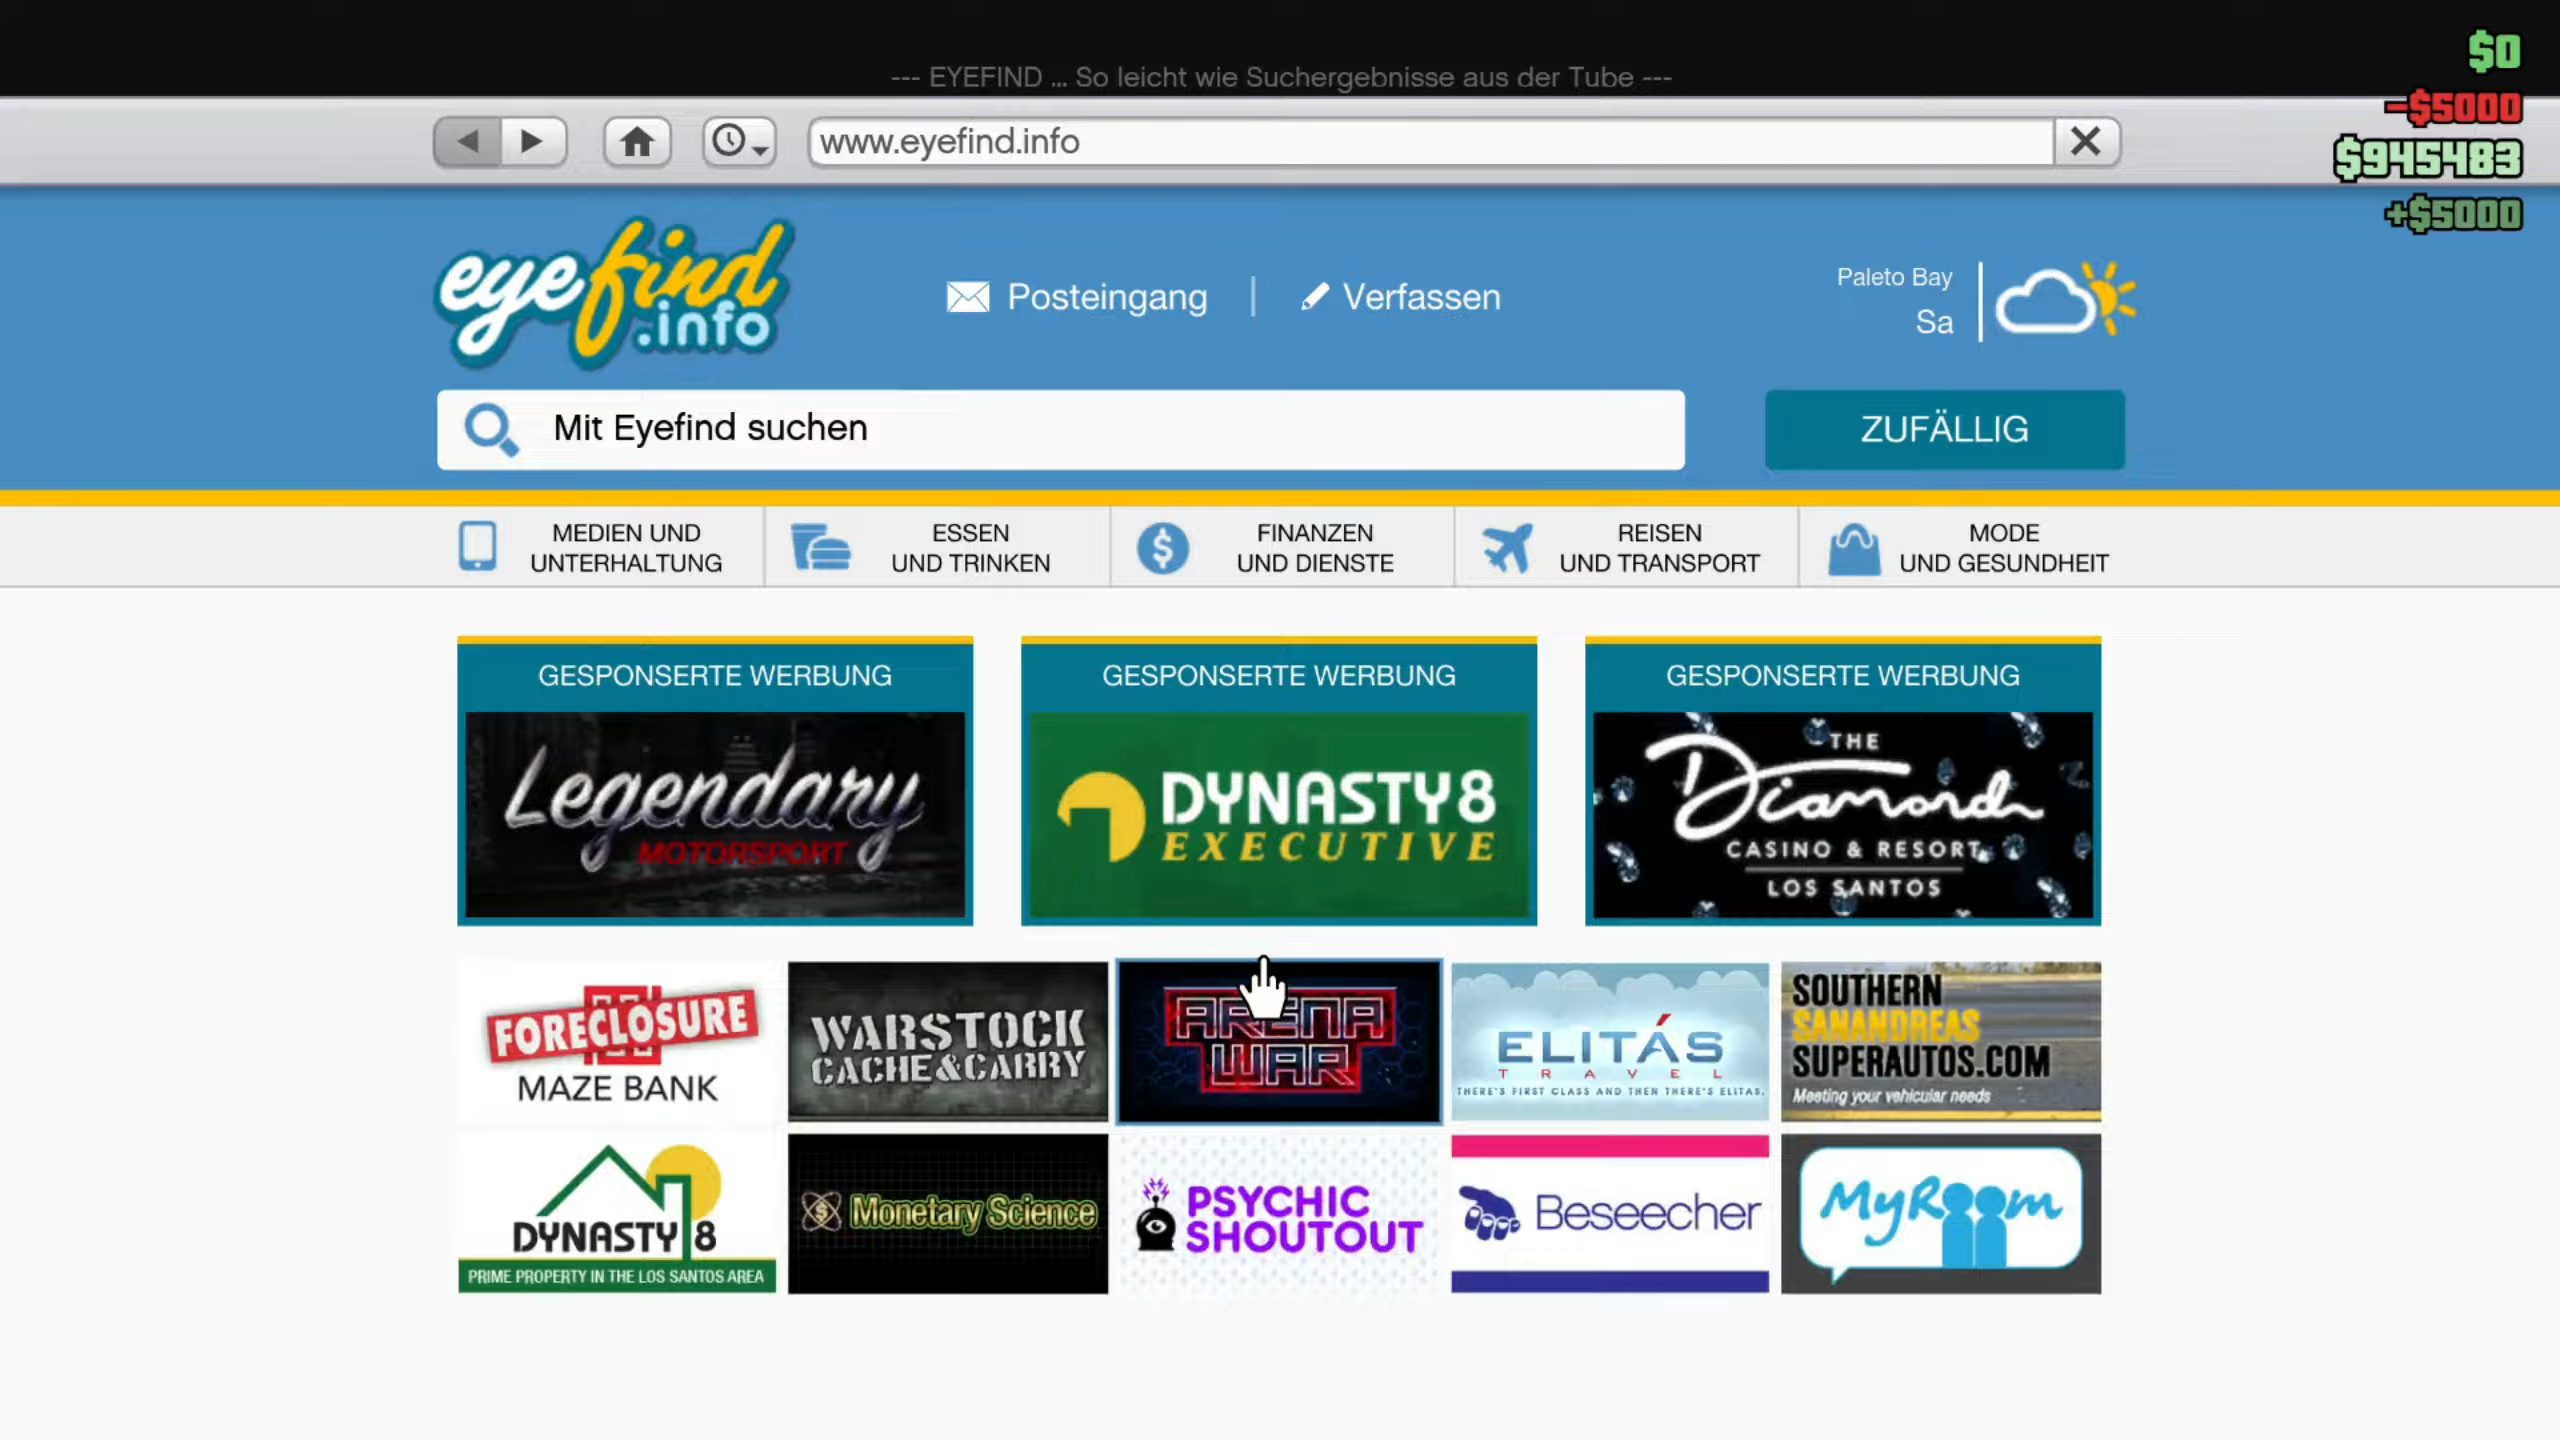 $0
--- EYEFIND ... So leicht wie Suchergebnisse aus der Tube ---
-$5000
www.eyefind.info
$945483
+$5000
eyefind
.info
Posteingang | Verfassen
Paleto Bay
Sa
Mit Eyefind suchen
ZUFÄLLIG
MEDIEN UND
UNTERHALTUNG
ESSEN
UND TRINKEN
FINANZEN
UND DIENSTE
REISEN
UND TRANSPORT
MODE
UND GESUNDHEIT
GESPONSERTE WERBUNG
Legendary
MOTORSPORT
GESPONSERTE WERBUNG
DYNASTY8
EXECUTIVE
GESPONSERTE WERBUNG
THE
Diamond
CASINO & RESORT
LOS SANTOS
FORECLOSURE
MAZE BANK
WARSTOCK
CACHE&CARRY
ARENA
WAR
ELITÁS
TRAVEL
THERE'S FIRST CLASS AND THEN THERE'S ELITAS.
SOUTHERN
SANANDREAS
SUPERAUTOS.COM
Meeting your vehicular needs
DYNASTY 8
PRIME PROPERTY IN THE LOS SANTOS AREA
$ Monetary Science
PSYCHIC
SHOUTOUT
Beseecher
MyRoom